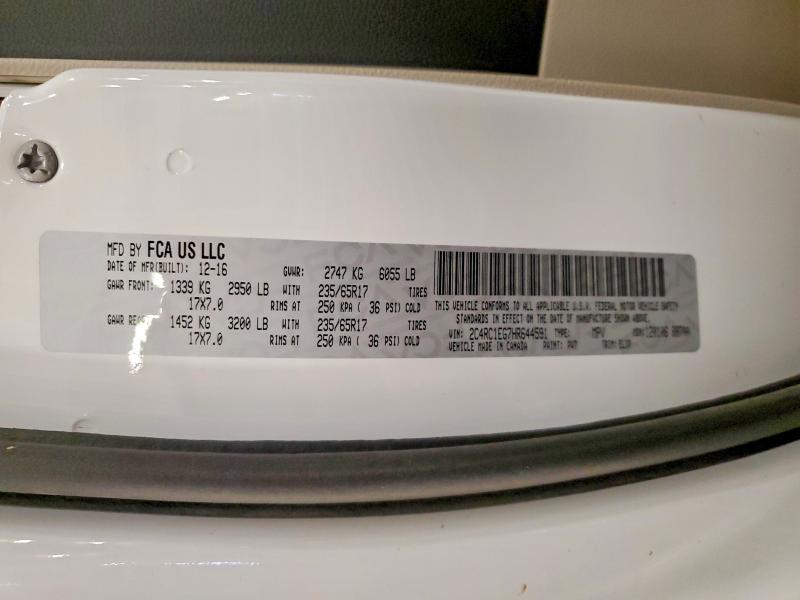 MFD BY FCA US LLC
DATE OF MFR(BUILT): 12-16 GVWR: 2747 KG 6055 LB
GAWR FRONT: 1339 KG 2950 LB WITH 235/65R17 TIRES
17X7.0 RIMS AT 250 KPA ( 36 PSI) COLD
GAWR REAR: 1452 KG 3200 LB WITH 235/65R17 TIRES
17X7.0 RIMS AT 250 KPA ( 36 PSI) COLD
THIS VEHICLE CONFORMS TO ALL APPLICABLE U.S.A. FEDERAL MOTOR VEHICLE SAFETY
STANDARDS IN EFFECT ON THE DATE OF MANUFACTURE SHOWN ABOVE.
VIN: 2C4RC1EG7HR644591 TYPE: MPV MDH:
VEHICLE MADE IN CANADA PAINT: PW7 TRIM: